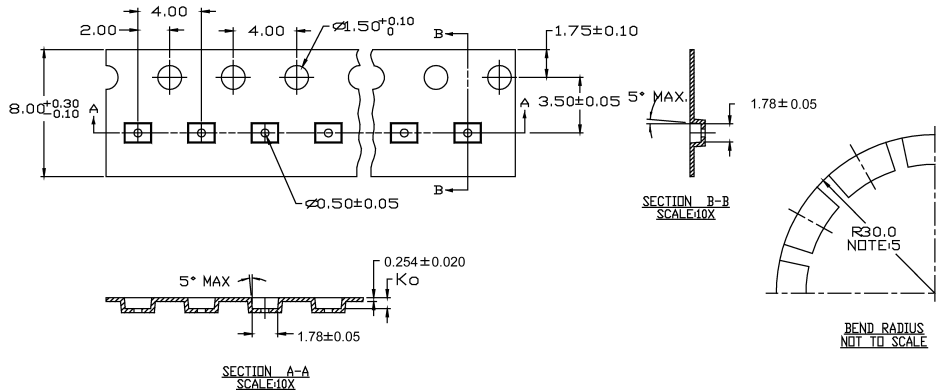 4.00
2.00
4.00
Ø1.50 +0.10 0
B
1.75±0.10
8.00 +0.30 -0.10
A
A
3.50±0.05
B
Ø0.50±0.05
5° MAX.
1.78±0.05
SECTION B-B
SCALE:10X
R30.0
NOTE:5
BEND RADIUS
NOT TO SCALE
5° MAX
0.254±0.020
Ko
1.78±0.05
SECTION A-A
SCALE:10X